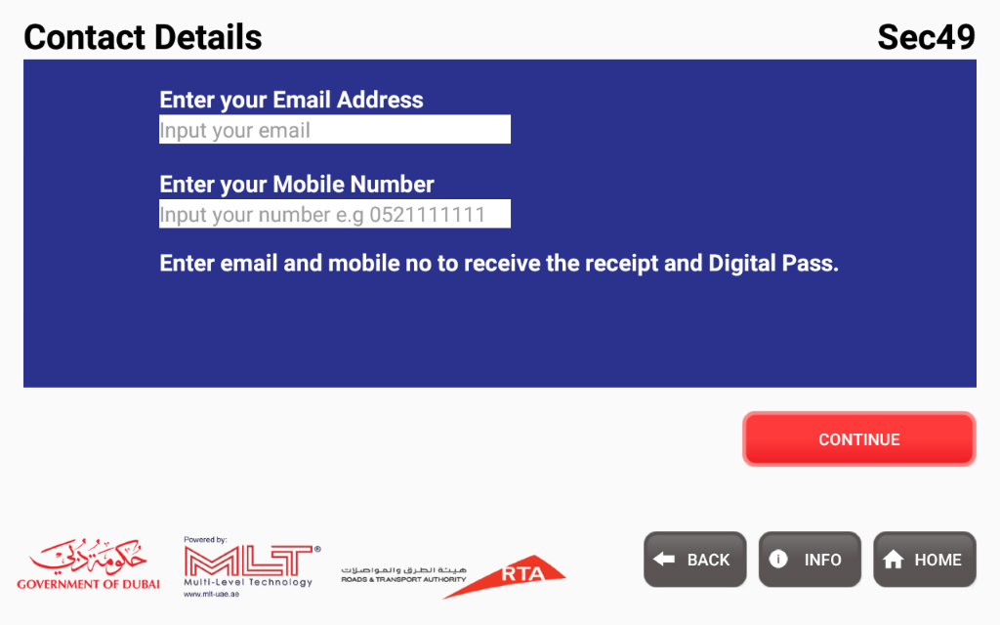 Contact Details
Sec49
Enter your Email Address
Input your email
Enter your Mobile Number
Input your number e.g 0521111111
Enter email and mobile no to receive the receipt and Digital Pass.
CONTINUE
حكومة دبي
GOVERNMENT OF DUBAI
Powered by:
MLT®
Multi-Level Technology
www.mlt-uae.ae
هيئة الطرق والمواصلات
ROADS & TRANSPORT AUTHORITY
RTA
BACK
INFO
HOME